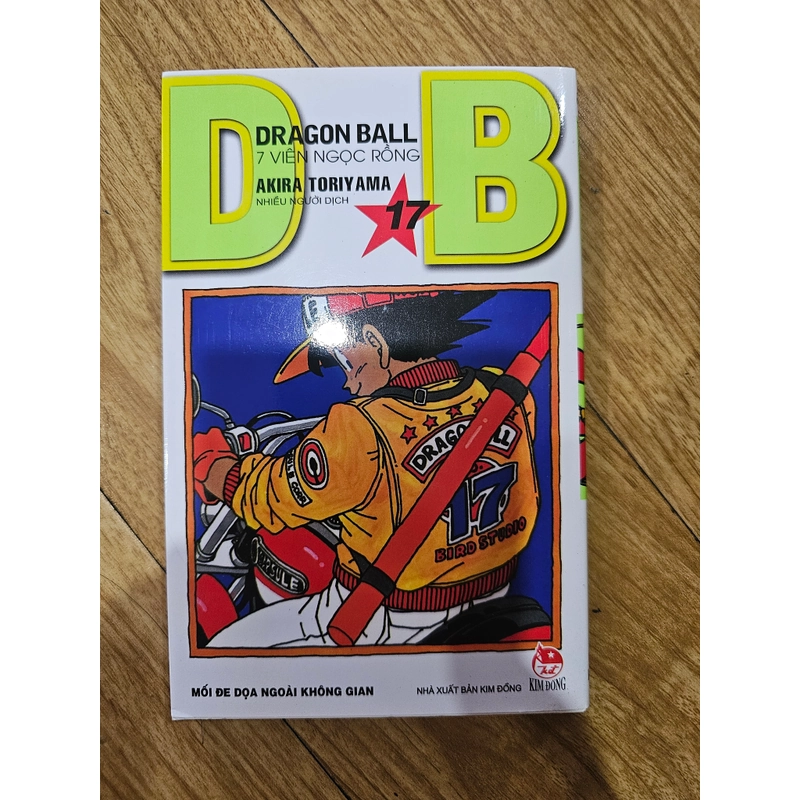 D B
DRAGON BALL
7 VIÊN NGỌC RỒNG
AKIRA TORIYAMA
NHIỀU NGƯỜI DỊCH
17
DRAGON BALL
NO.
17
BIRD STUDIO
C
CAPSULE
MỐI ĐE DỌA NGOÀI KHÔNG GIAN
NHÀ XUẤT BẢN KIM ĐỒNG
KIM ĐỒNG